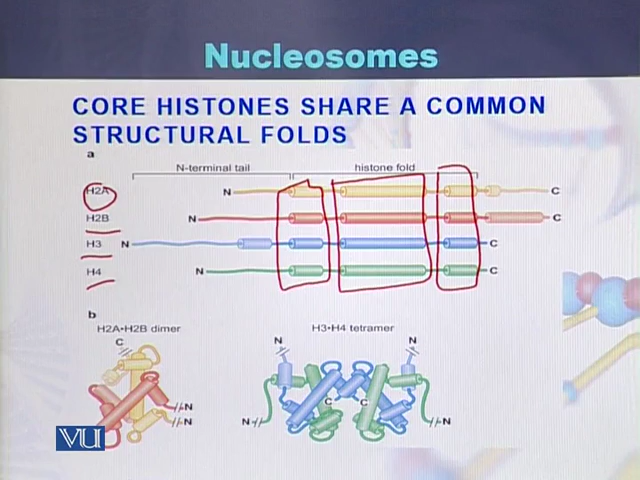 Nucleosomes
CORE HISTONES SHARE A COMMON
STRUCTURAL FOLDS
a
N-terminal tail histone fold
H2A N C
H2B N C
H3 N C
H4 N C
b
H2A•H2B dimer H3•H4 tetramer
C N N
C C
N N N
N
VU